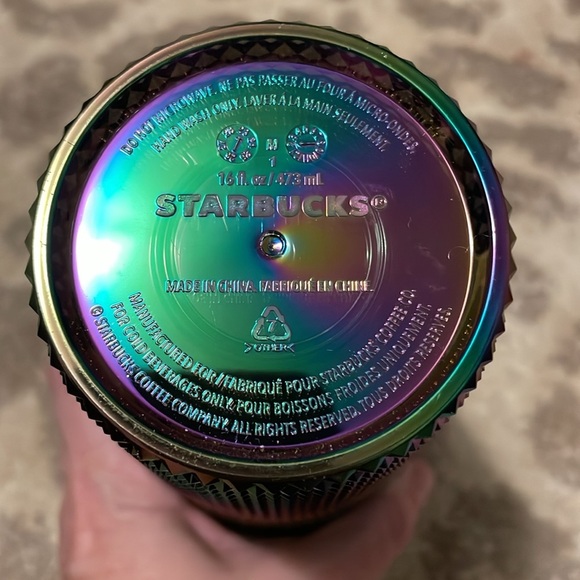 DO NOT MICROWAVE. NE PAS PASSER AU FOUR À MICRO-ONDES.
HAND WASH ONLY. LAVER À LA MAIN SEULEMENT.
M
1
16 fl. oz/473 mL
STARBUCKS®
MADE IN CHINA. FABRIQUÉ EN CHINE.
7
>OTHER<
MANUFACTURED FOR/FABRIQUÉ POUR STARBUCKS COFFEE CO.
FOR COLD BEVERAGES ONLY. POUR BOISSONS FROIDES UNIQUEMENT.
© STARBUCKS COFFEE COMPANY. ALL RIGHTS RESERVED. TOUS DROITS RÉSERVÉS.